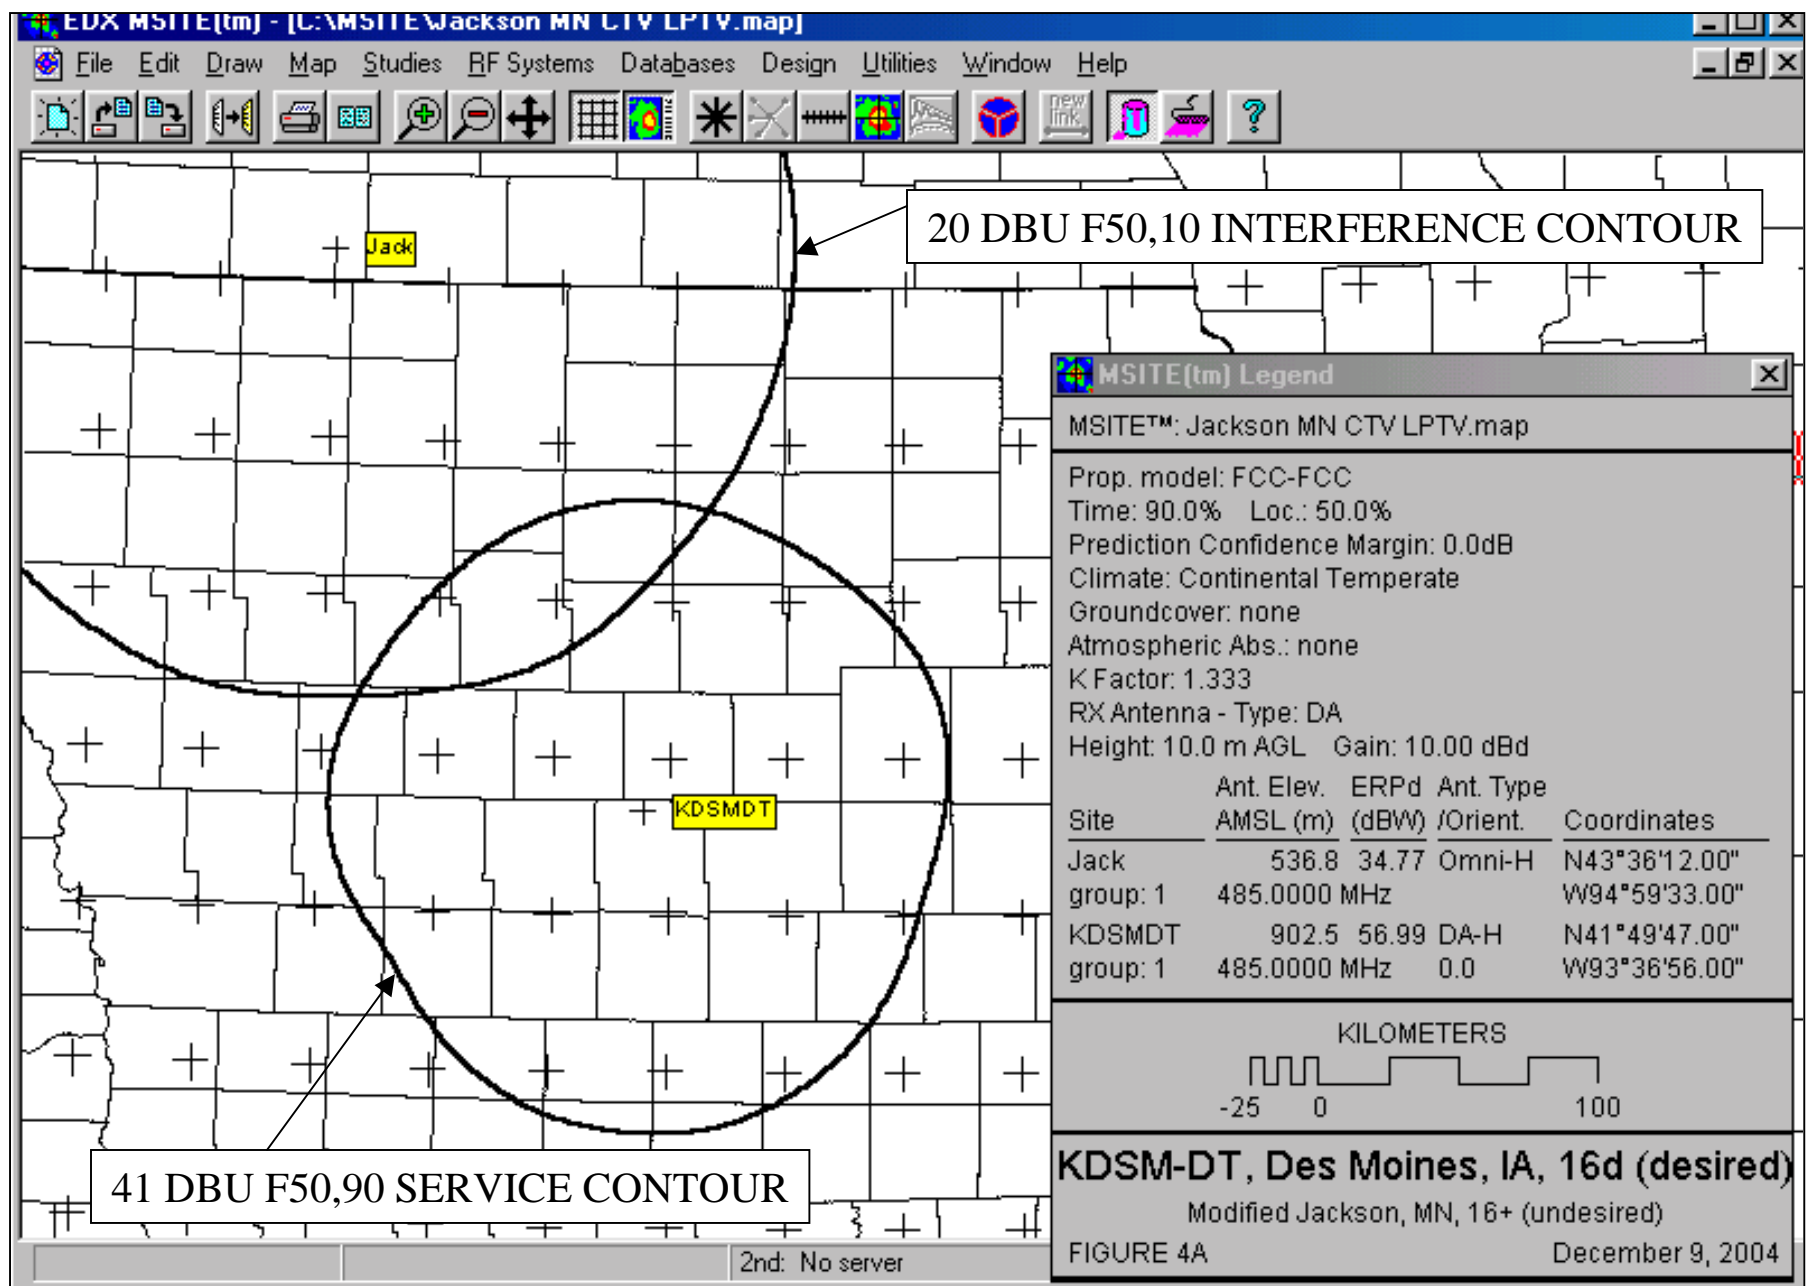 EDX MSITE(tm) - [C:\MSITE\Jackson MN CTV LPTV.map]
File Edit Draw Map Studies RF Systems Databases Design Utilities Window Help
new link
?
20 DBU F50,10 INTERFERENCE CONTOUR
Jack
KDSMDT
41 DBU F50,90 SERVICE CONTOUR
MSITE(tm) Legend
MSITE™: Jackson MN CTV LPTV.map
Prop. model: FCC-FCC
Time: 90.0% Loc.: 50.0%
Prediction Confidence Margin: 0.0dB
Climate: Continental Temperate
Groundcover: none
Atmospheric Abs.: none
K Factor: 1.333
RX Antenna - Type: DA
Height: 10.0 m AGL Gain: 10.00 dBd
Ant. Elev. ERPd Ant. Type
Site AMSL (m) (dBW) /Orient. Coordinates
Jack 536.8 34.77 Omni-H N43°36'12.00"
group: 1 485.0000 MHz W94°59'33.00"
KDSMDT 902.5 56.99 DA-H N41°49'47.00"
group: 1 485.0000 MHz 0.0 W93°36'56.00"
KILOMETERS
-25 0 100
KDSM-DT, Des Moines, IA, 16d (desired)
Modified Jackson, MN, 16+ (undesired)
FIGURE 4A December 9, 2004
2nd: No server